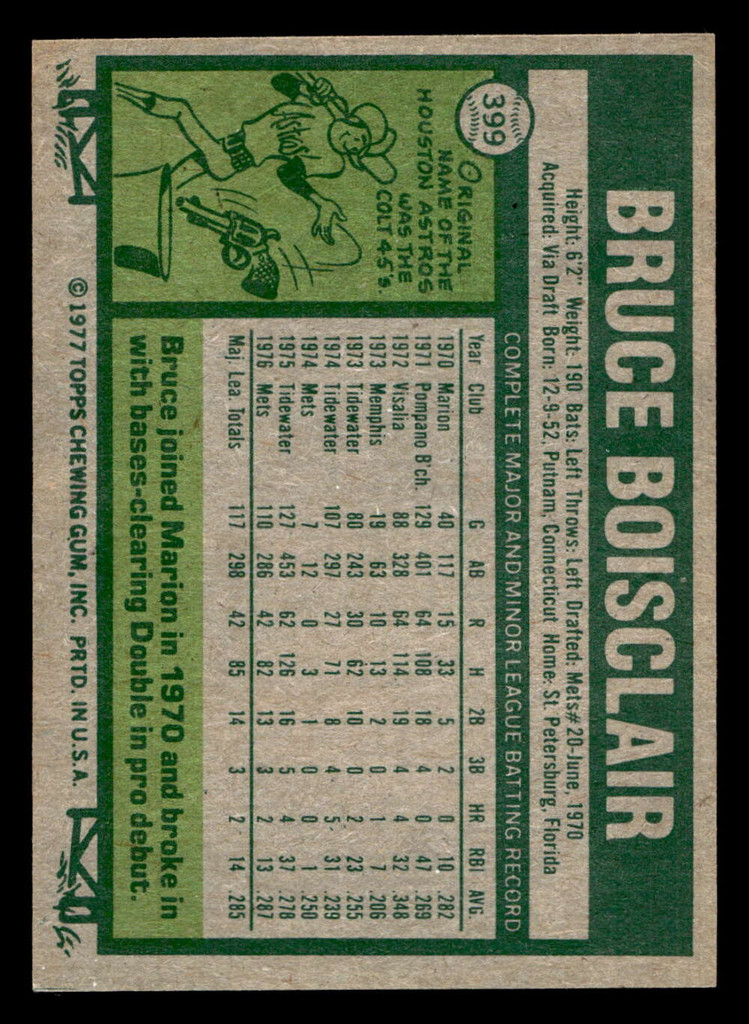 399
BRUCE BOISCLAIR
Height: 6'2" Weight: 190 Bats: Left Throws: Left Drafted: Mets#20-June, 1970
Acquired: Via Draft Born: 12-9-52, Putnam, Connecticut Home: St. Petersburg, Florida
COMPLETE MAJOR AND MINOR LEAGUE BATTING RECORD
Year Club G AB R H 2B 3B HR RBI AVG.
1970 Marion 40 117 15 33 5 2 0 10 .282
1971 Pompano B'ch. 129 401 64 108 18 4 0 47 .269
1972 Visalia 88 328 64 114 19 4 4 32 .348
1973 Memphis 19 63 10 13 2 0 1 7 .206
1973 Tidewater 80 243 30 62 10 0 2 23 .255
1974 Tidewater 107 297 27 71 8 4 5 31 .239
1974 Mets 7 12 0 3 1 0 0 1 .250
1975 Tidewater 127 453 62 126 16 5 4 37 .278
1976 Mets 110 286 42 82 13 3 2 13 .287
Maj. Lea. Totals 117 298 42 85 14 3 2 14 .285
ORIGINAL
NAME OF THE
HOUSTON ASTROS
WAS THE
COLT 45's.
Astros
Bruce joined Marion in 1970 and broke in
with bases-clearing Double in pro debut.
©1977 TOPPS CHEWING GUM, INC. PRTD. IN U.S.A.